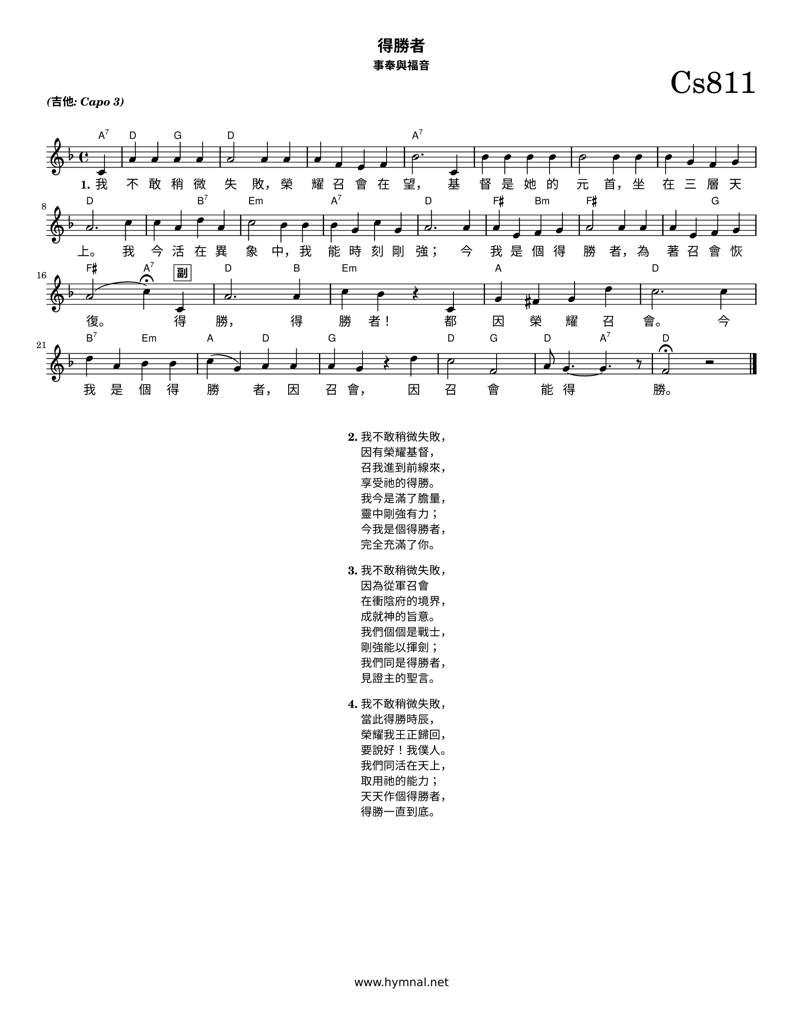 得勝者
事奉與福音
Cs811
(吉他: Capo 3)
A7 D G D A7
1. 我 不 敢 稍 微 失 敗， 榮 耀 召 會 在 望， 基 督 是 她 的 元 首， 坐 在 三 層 天
8 D B7 Em A7 D F# Bm F# G
上。 我 今 活 在 異 象 中， 我 能 時 刻 剛 強； 今 我 是 個 得 勝 者， 為 著 召 會 恢
16 F# A7 副 D B Em A D
復。 得 勝， 得 勝 者！ 都 因 榮 耀 召 會。 今
21 B7 Em A D G D G D A7 D
我 是 個 得 勝 者， 因 召 會， 因 召 會 能 得 勝。
2. 我不敢稍微失敗，
因有榮耀基督，
召我進到前線來，
享受祂的得勝。
我今是滿了膽量，
靈中剛強有力；
今我是個得勝者，
完全充滿了你。
3. 我不敢稍微失敗，
因為從軍召會
在衝陰府的境界，
成就神的旨意。
我們個個是戰士，
剛強能以揮劍；
我們同是得勝者，
見證主的聖言。
4. 我不敢稍微失敗，
當此得勝時辰，
榮耀我王正歸回，
要說好！我僕人。
我們同活在天上，
取用祂的能力；
天天作個得勝者，
得勝一直到底。
www.hymnal.net